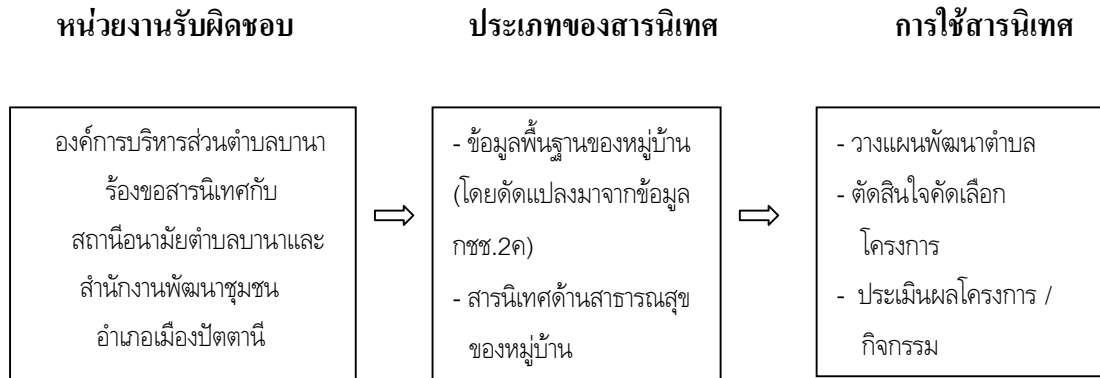 หน่วยงานรับผิดชอบ
ประเภทของสารนิเทศ
การใช้สารนิเทศ
องค์การบริหารส่วนตำบลบานา
ร้องขอสารนิเทศกับ
สถานีอนามัยตำบลบานาและ
สำนักงานพัฒนาชุมชน
อำเภอเมืองปัตตานี
- ข้อมูลพื้นฐานของหมู่บ้าน
(โดยดัดแปลงมาจากข้อมูล
กชช.2ค)
- สารนิเทศด้านสาธารณสุข
ของหมู่บ้าน
- วางแผนพัฒนาตำบล
- ตัดสินใจคัดเลือก
โครงการ
- ประเมินผลโครงการ /
กิจกรรม